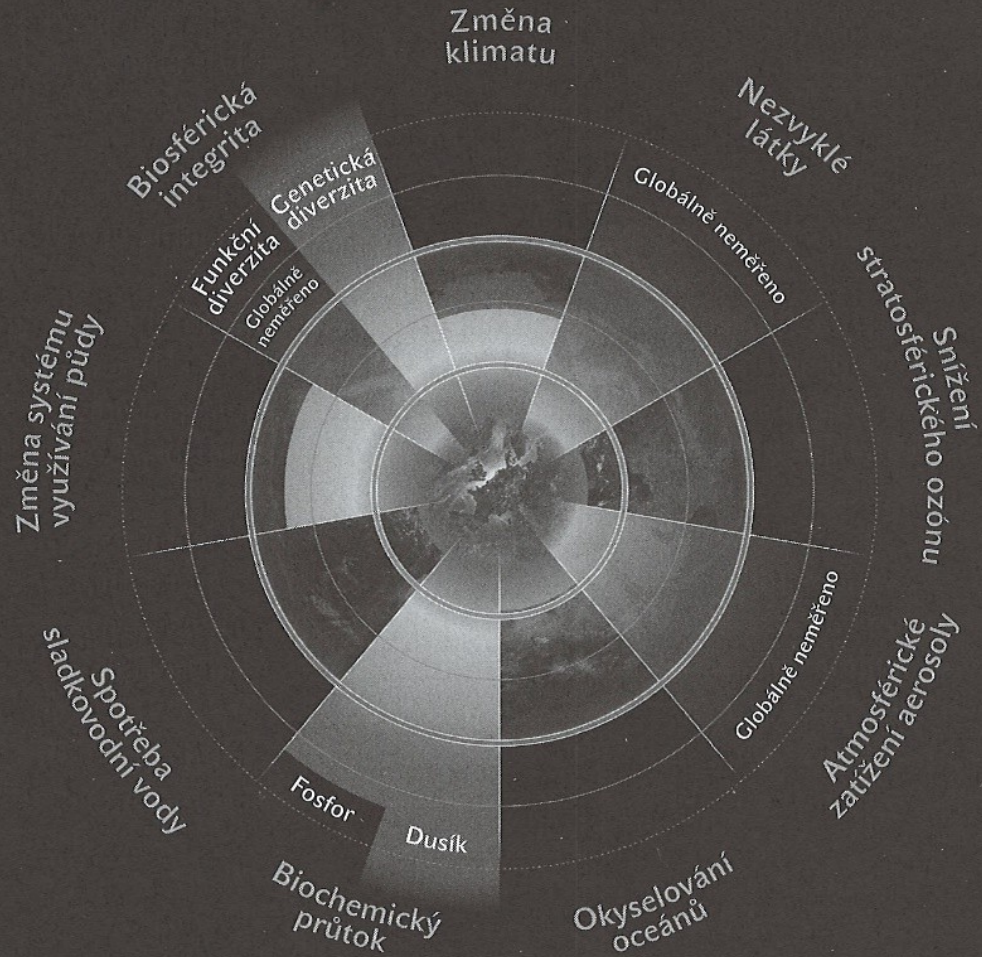 Změna
klimatu
Nezvyklé
látky
Globálně neměřeno
Snížení
stratosférického ozónu
Atmosférické
zatížení aerosoly
Globálně neměřeno
Okyselování
oceánů
Biochemický
průtok
Dusík
Fosfor
Spotřeba
sladkovodní vody
Změna systému
využívání půdy
Biosférická
integrita
Funkční
diverzita
Globálně
neměřeno
Genetická
diverzita